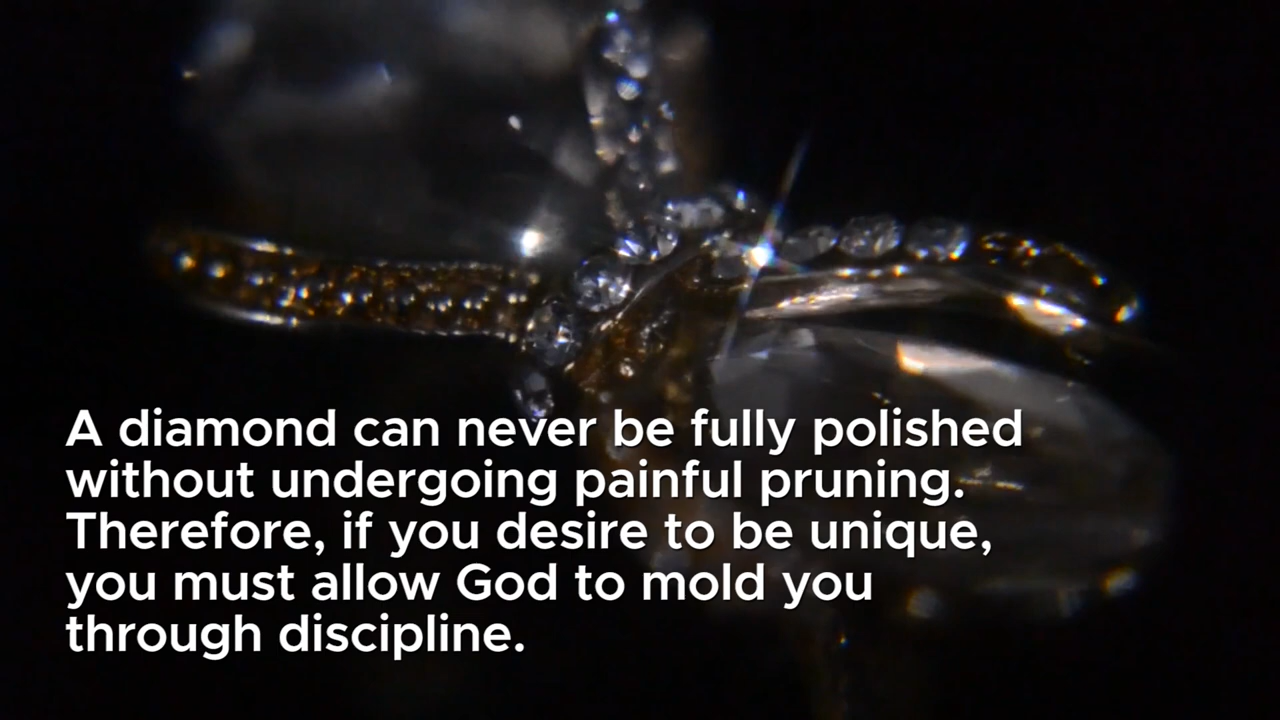 A diamond can never be fully polished
without undergoing painful pruning.
Therefore, if you desire to be unique,
you must allow God to mold you
through discipline.